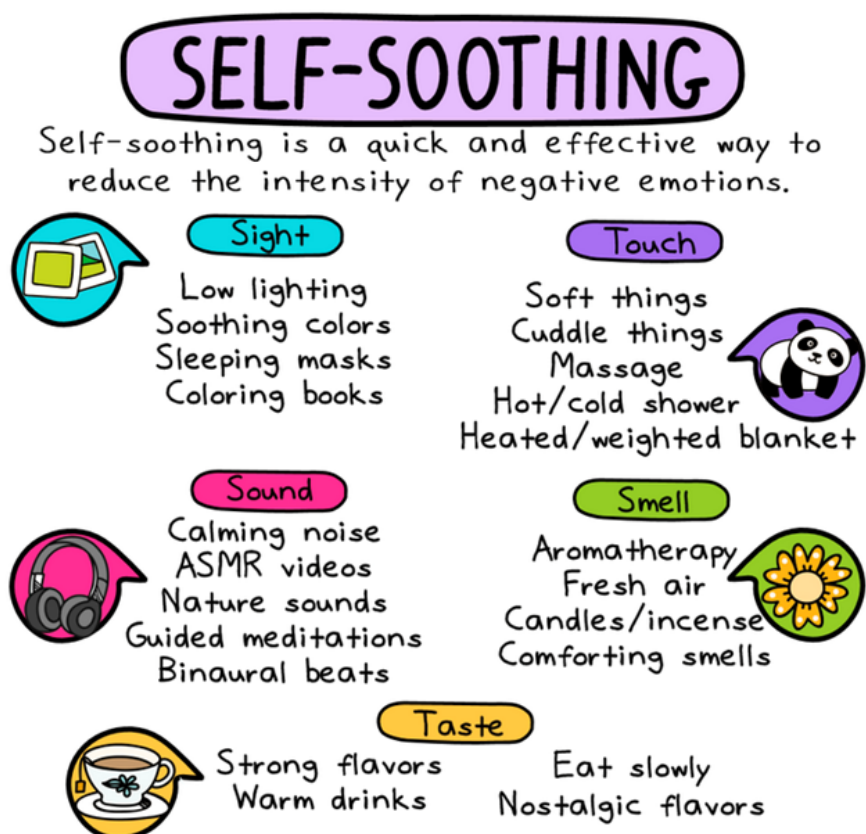 SELF-SOOTHING
Self-soothing is a quick and effective way to
reduce the intensity of negative emotions.
Sight
Low lighting
Soothing colors
Sleeping masks
Coloring books
Touch
Soft things
Cuddle things
Massage
Hot/cold shower
Heated/weighted blanket
Sound
Calming noise
ASMR videos
Nature sounds
Guided meditations
Binaural beats
Smell
Aromatherapy
Fresh air
Candles/incense
Comforting smells
Taste
Strong flavors
Warm drinks
Eat slowly
Nostalgic flavors